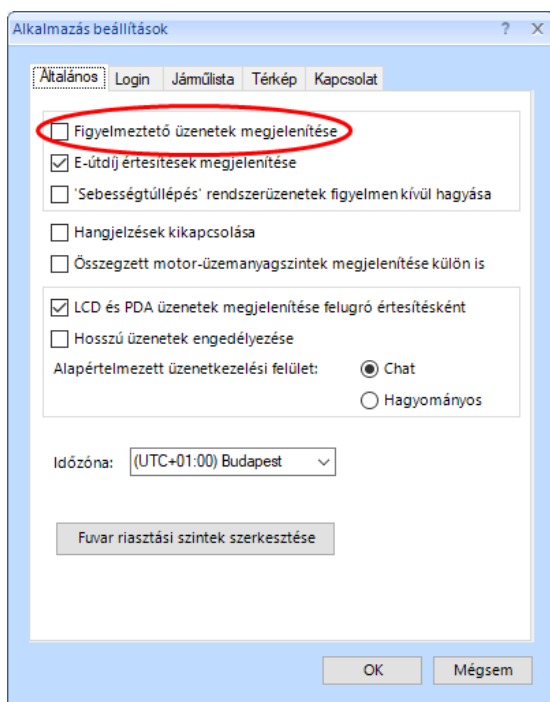 Alkalmazás beállítások
Általános Login Járműlista Térkép Kapcsolat
Figyelmeztető üzenetek megjelenítése
E-útdíj értesítések megjelenítése
'Sebességtúllépés' rendszerüzenetek figyelmen kívül hagyása
Hangjelzések kikapcsolása
Összegzett motor-üzemanyagszintek megjelenítése külön is
LCD és PDA üzenetek megjelenítése felugró értesítésként
Hosszú üzenetek engedélyezése
Alapértelmezett üzenetkezelési felület: Chat
Hagyományos
Időzóna: (UTC+01:00) Budapest
Fuvar riasztási szintek szerkesztése
OK Mégsem